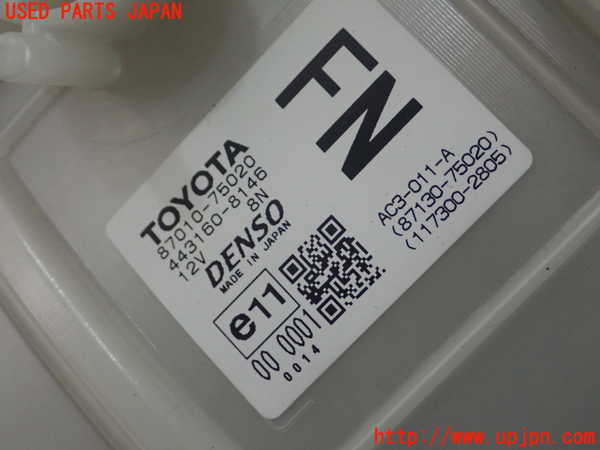 USED PARTS JAPAN
FN
TOYOTA
87010-75020
443160-8146
12V 8N
DENSO
MADE IN JAPAN
e11
00 0001
0014
AC3-011-A
(87130-75020)
(117300-2805)
http://www.upjpn.com/